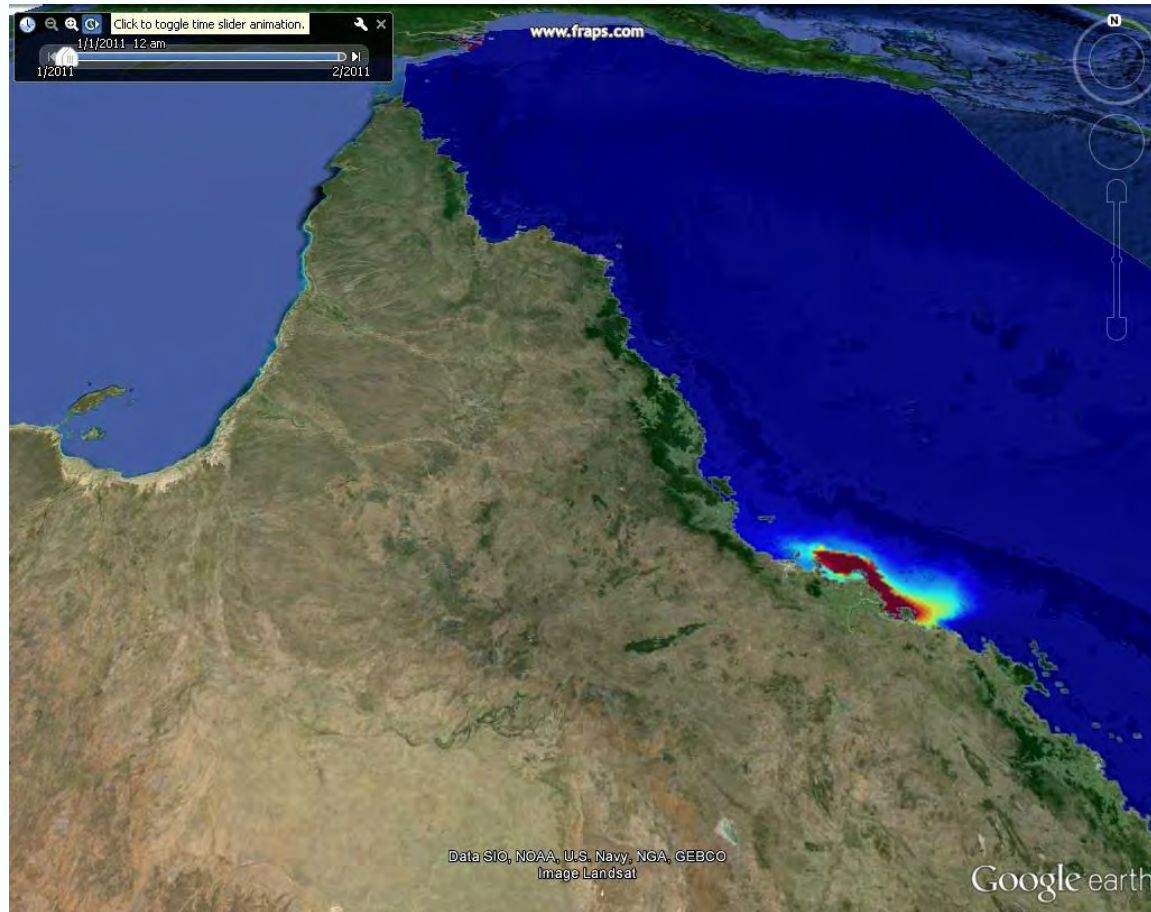 Click to toggle time slider animation.
www.fraps.com
N
1/1/2011 12 am
1/2011
2/2011
Data SIO, NOAA, U.S. Navy, NGA, GEBCO
Image Landsat
Google earth